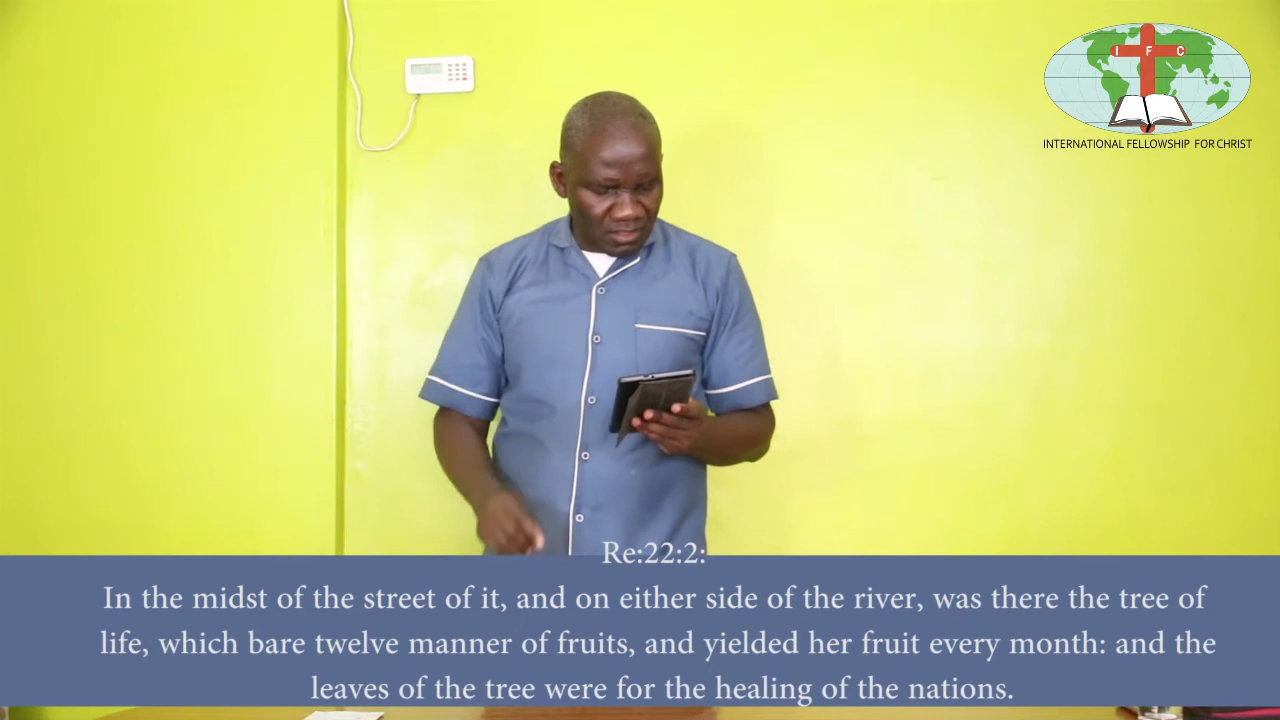 I F C
INTERNATIONAL FELLOWSHIP FOR CHRIST
Re:22:2:
In the midst of the street of it, and on either side of the river, was there the tree of
life, which bare twelve manner of fruits, and yielded her fruit every month: and the
leaves of the tree were for the healing of the nations.